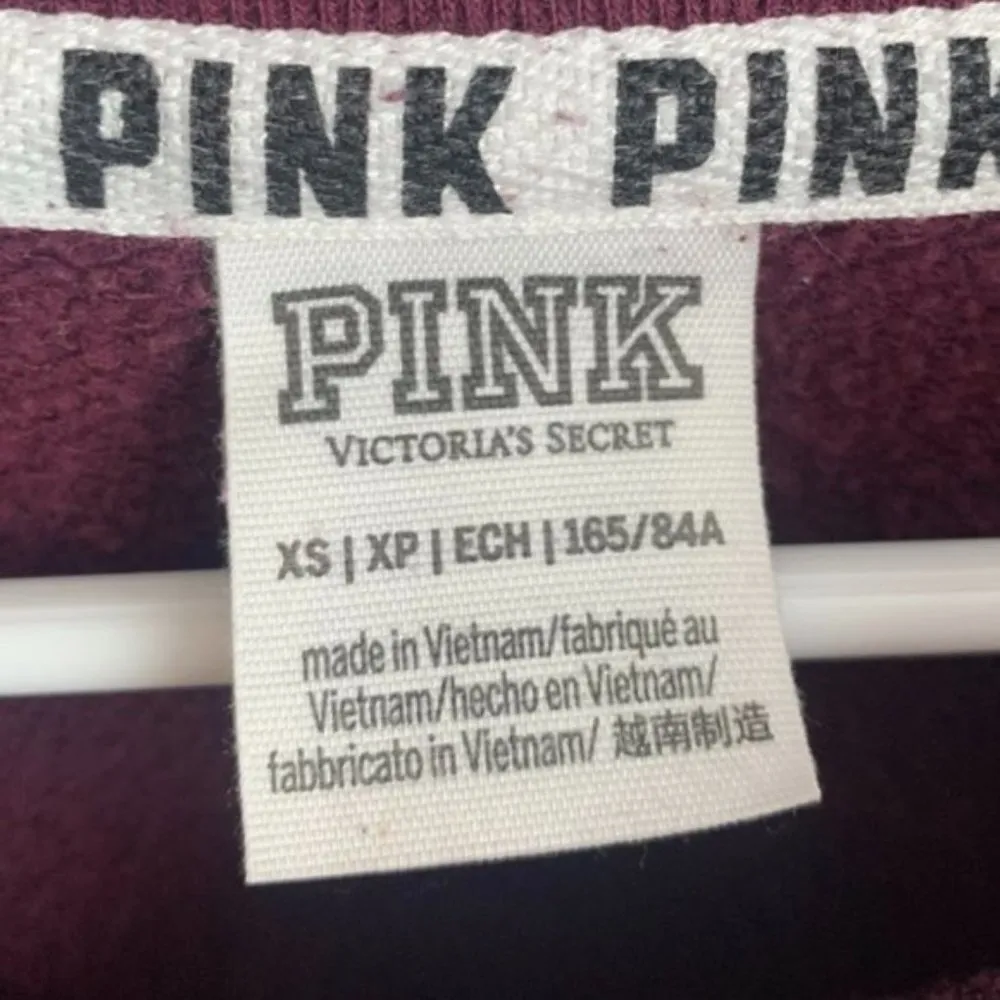 PINK PINK
PINK
VICTORIA'S SECRET
XS | XP | ECH | 165/84A
made in Vietnam/fabriqué au
Vietnam/hecho en Vietnam/
fabbricato in Vietnam/ 越南制造